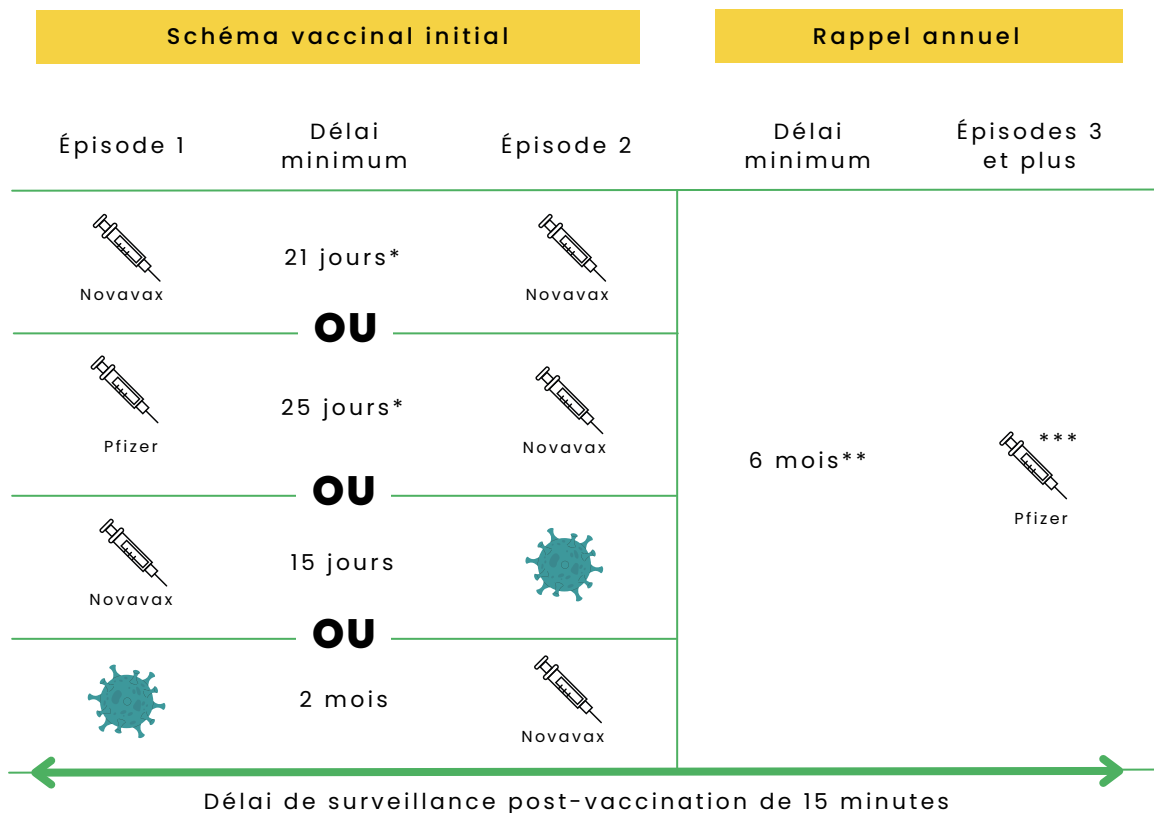 Schéma vaccinal initial
Rappel annuel
Épisode 1
Délai
minimum
Épisode 2
Délai
minimum
Épisodes 3
et plus
Novavax
21 jours*
Novavax
OU
Pfizer
25 jours*
Novavax
OU
Novavax
15 jours
OU
2 mois
Novavax
6 mois**
***
Pfizer
Délai de surveillance post-vaccination de 15 minutes